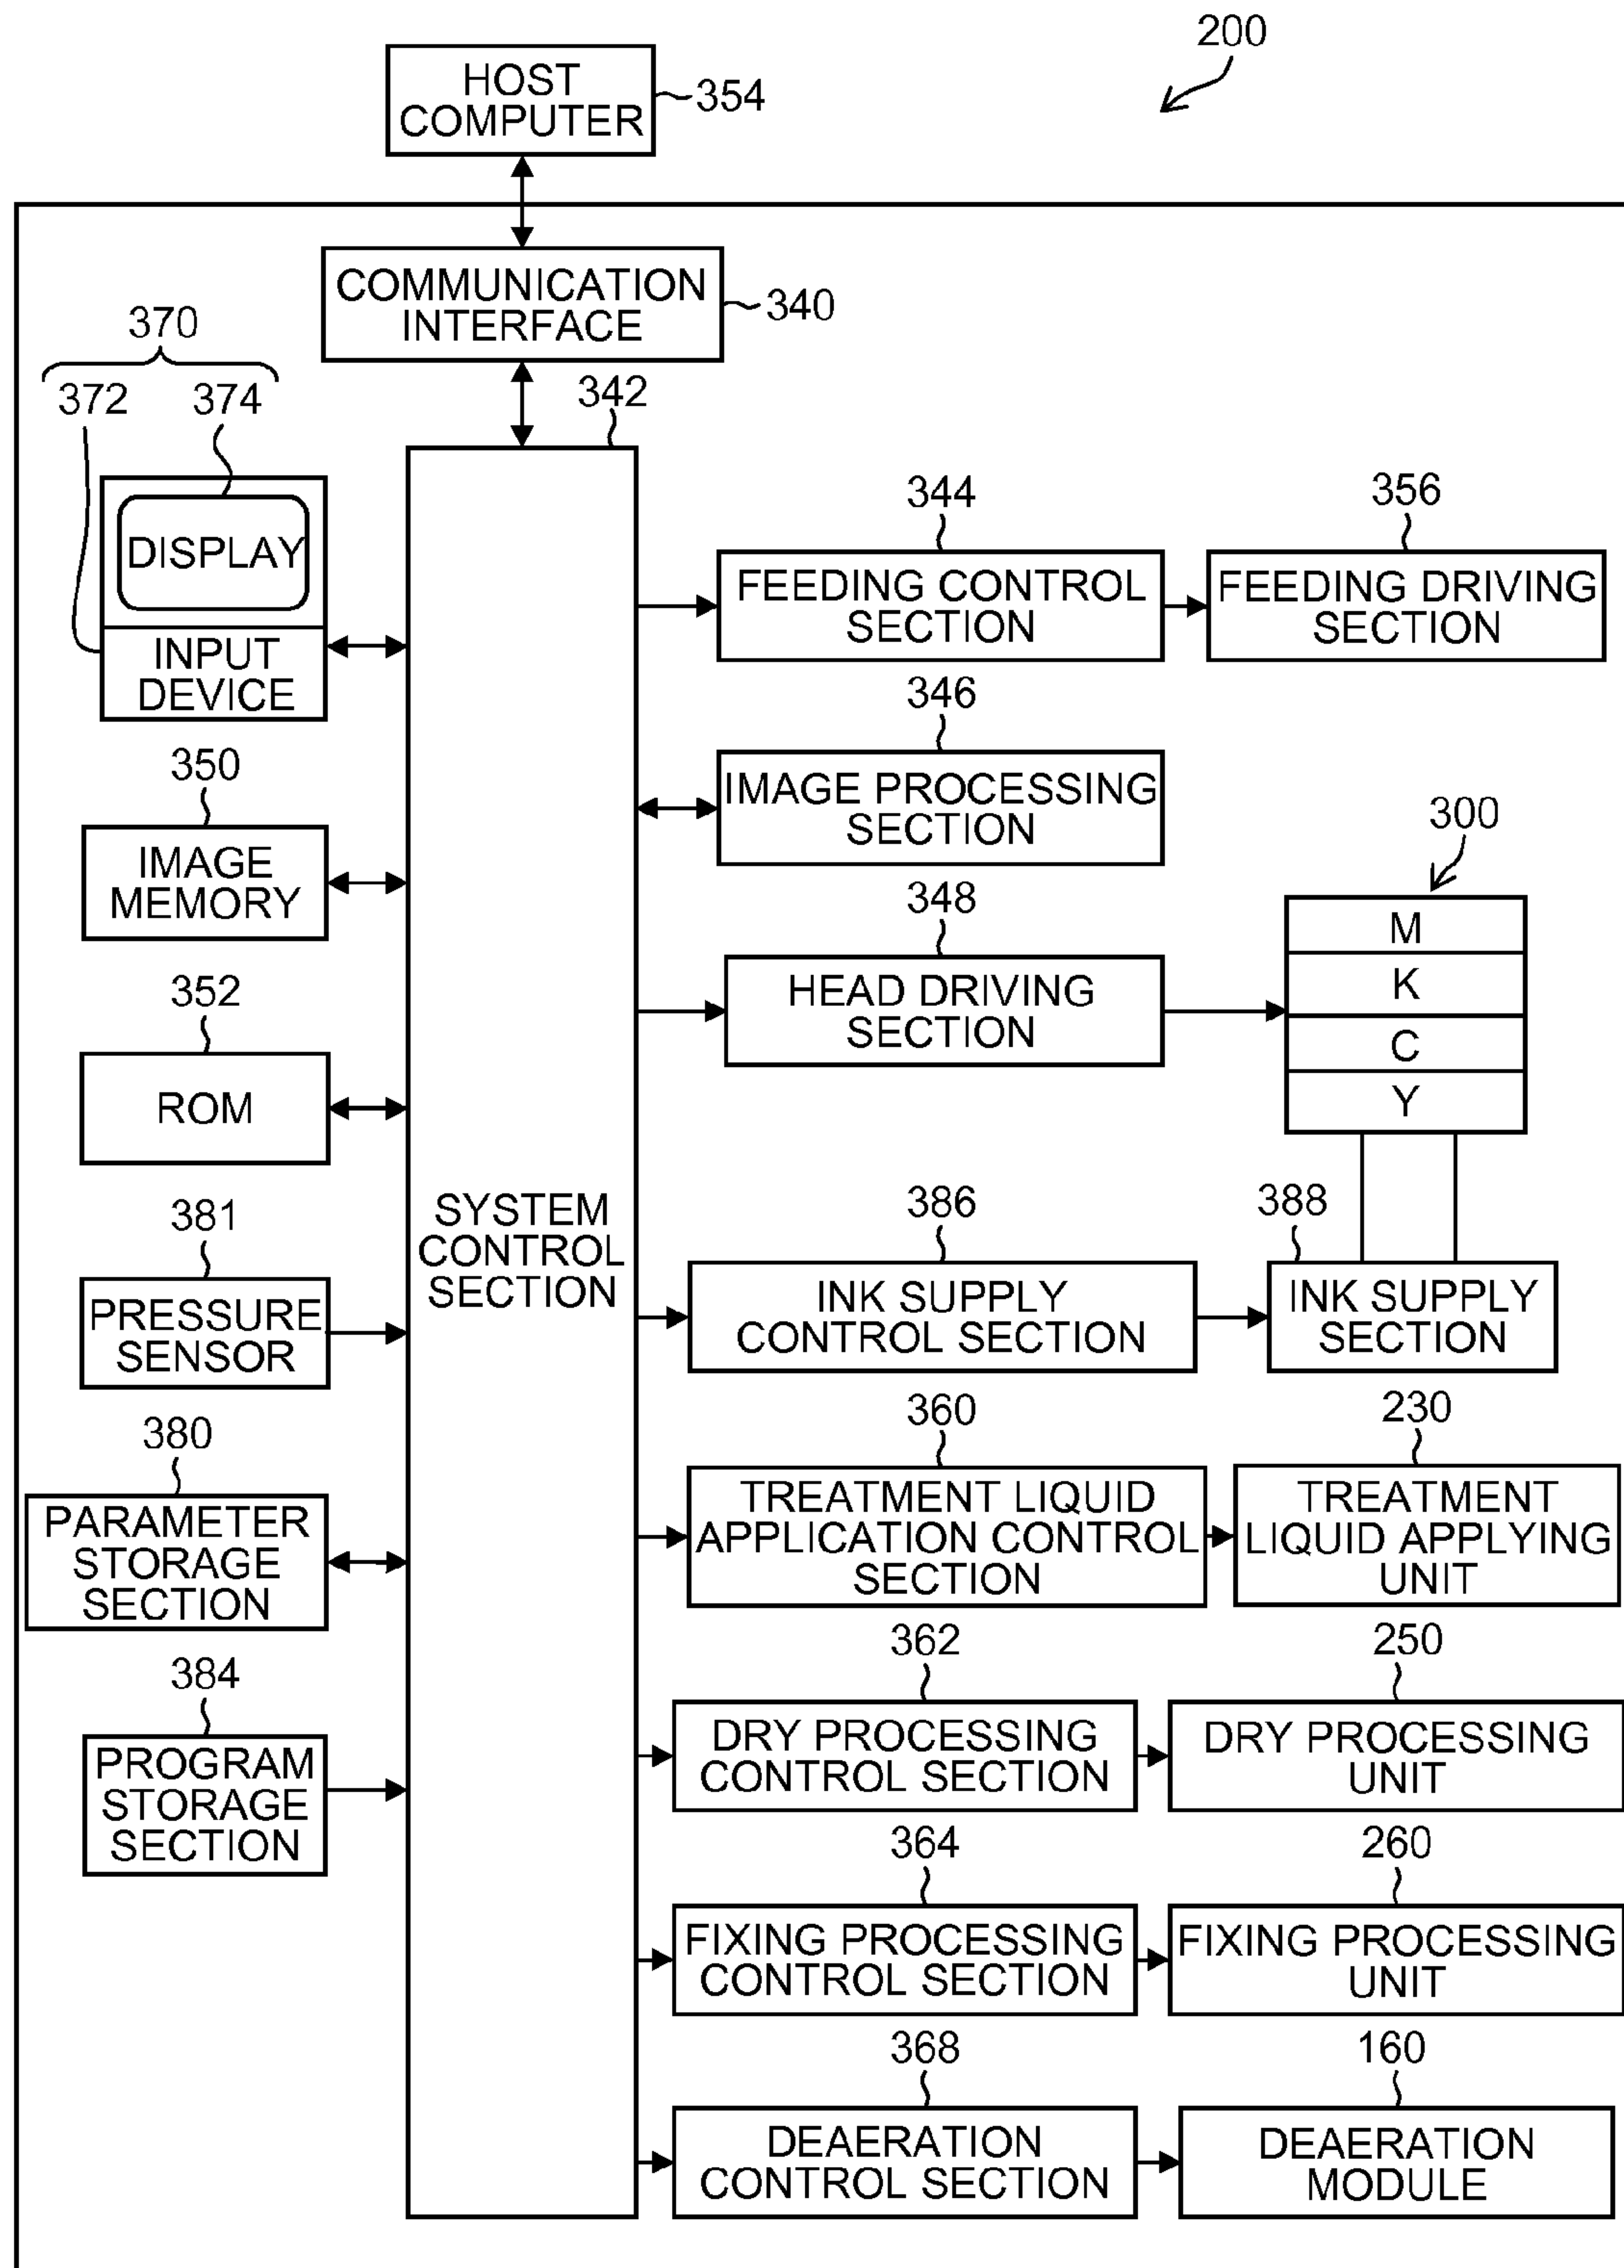 200
HOST
COMPUTER
354
COMMUNICATION
INTERFACE
340
370
372
374
342
DISPLAY
INPUT
DEVICE
344
FEEDING CONTROL
SECTION
356
FEEDING DRIVING
SECTION
346
IMAGE PROCESSING
SECTION
350
IMAGE
MEMORY
348
HEAD DRIVING
SECTION
300
M
K
C
Y
352
ROM
381
PRESSURE
SENSOR
SYSTEM
CONTROL
SECTION
386
INK SUPPLY
CONTROL SECTION
388
INK SUPPLY
SECTION
380
PARAMETER
STORAGE
SECTION
360
TREATMENT LIQUID
APPLICATION CONTROL
SECTION
230
TREATMENT
LIQUID APPLYING
UNIT
384
PROGRAM
STORAGE
SECTION
362
DRY PROCESSING
CONTROL SECTION
250
DRY PROCESSING
UNIT
364
FIXING PROCESSING
CONTROL SECTION
260
FIXING PROCESSING
UNIT
368
DEAERATION
CONTROL SECTION
160
DEAERATION
MODULE